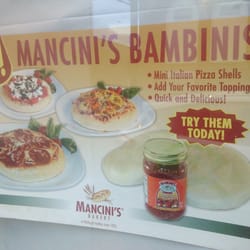 MANCINI'S BAMBINIS
• Mini Italian Pizza Shells
• Add Your Favorite Topping
• Quick and Delicious!
TRY THEM
TODAY!
MANCINI'S
BAKERY